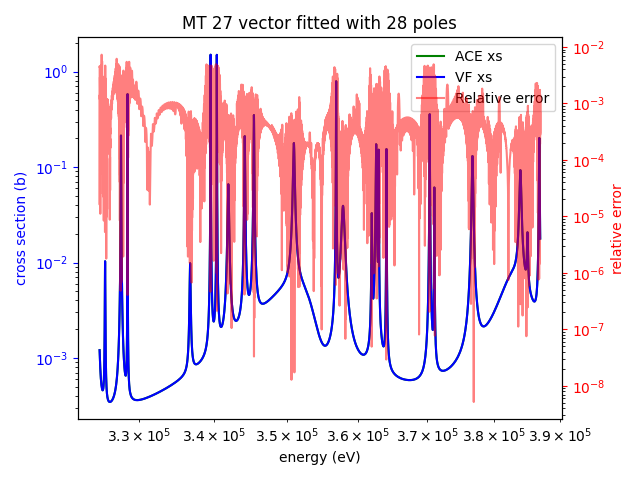 MT 27 vector fitted with 28 poles
ACE xs
VF xs
Relative error
cross section (b)
10⁰
10⁻¹
10⁻²
10⁻³
relative error
10⁻²
10⁻³
10⁻⁴
10⁻⁵
10⁻⁶
10⁻⁷
10⁻⁸
3.3 × 10⁵ 3.4 × 10⁵ 3.5 × 10⁵ 3.6 × 10⁵ 3.7 × 10⁵ 3.8 × 10⁵ 3.9 × 10⁵
energy (eV)